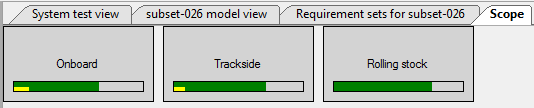 System test view
subset-026 model view
Requirement sets for subset-026
Scope
Onboard
Trackside
Rolling stock